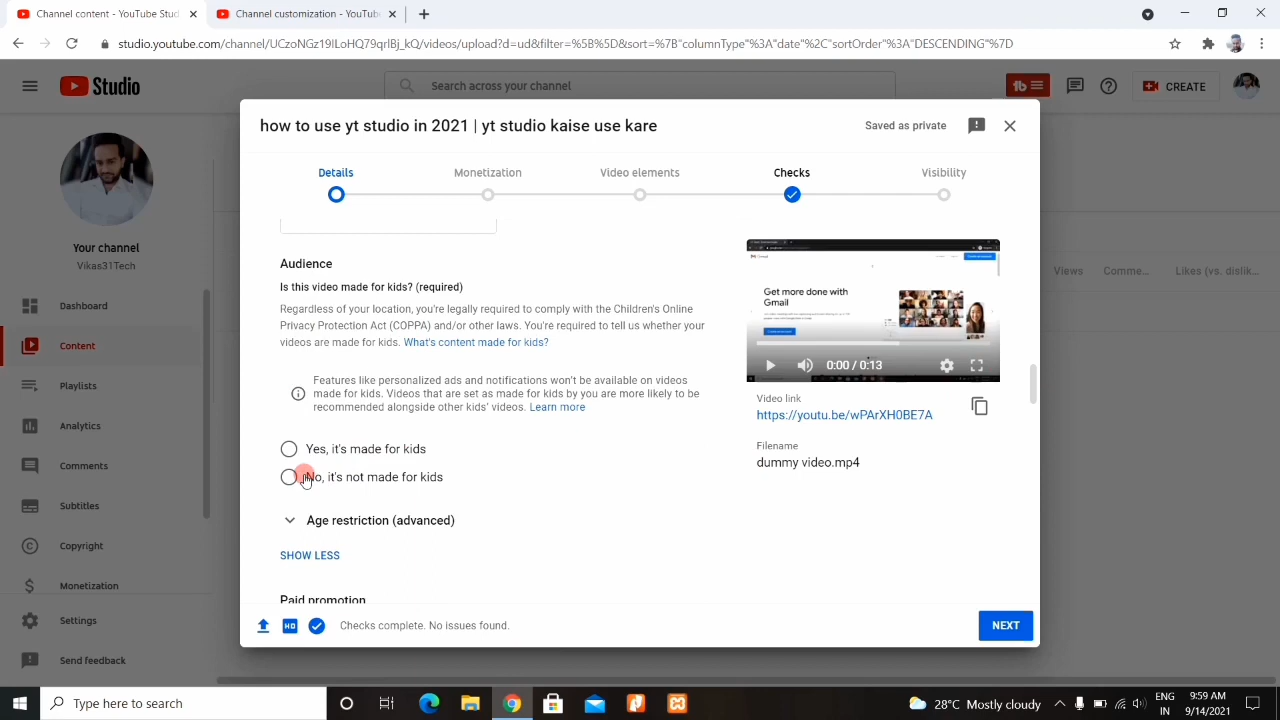 Channel content - YouTube Stud
Channel customization - YouTube
studio.youtube.com/channel/UCzoNGz19ILoHQ79qrlBj_kQ/videos/upload?d=ud&filter=%5B%5D&sort=%7B"columnType"%3A"date"%2C"sortOrder"%3A"DESCENDING"%7D
Studio
Search across your channel
tb
CREATE
how to use yt studio in 2021 | yt studio kaise use kare
Saved as private
Details
Monetization
Video elements
Checks
Visibility
Your channel
Vikas31Tech
Dashboard
Content
Playlists
Analytics
Comments
Subtitles
Copyright
Monetization
Settings
Send feedback
Audience
Is this video made for kids? (required)
Regardless of your location, you're legally required to comply with the Children's Online
Privacy Protection Act (COPPA) and/or other laws. You're required to tell us whether your
videos are made for kids. What's content made for kids?
Features like personalized ads and notifications won't be available on videos
made for kids. Videos that are set as made for kids by you are more likely to be
recommended alongside other kids' videos. Learn more
Yes, it's made for kids
No, it's not made for kids
Age restriction (advanced)
SHOW LESS
Paid promotion
Get more done with
Gmail
0:00 / 0:13
Video link
https://youtu.be/wPArXH0BE7A
Filename
dummy video.mp4
Views
Comme...
Likes (vs. dislik...
HD
Checks complete. No issues found.
NEXT
Type here to search
28°C Mostly cloudy
ENG
IN
9:59 AM
9/14/2021